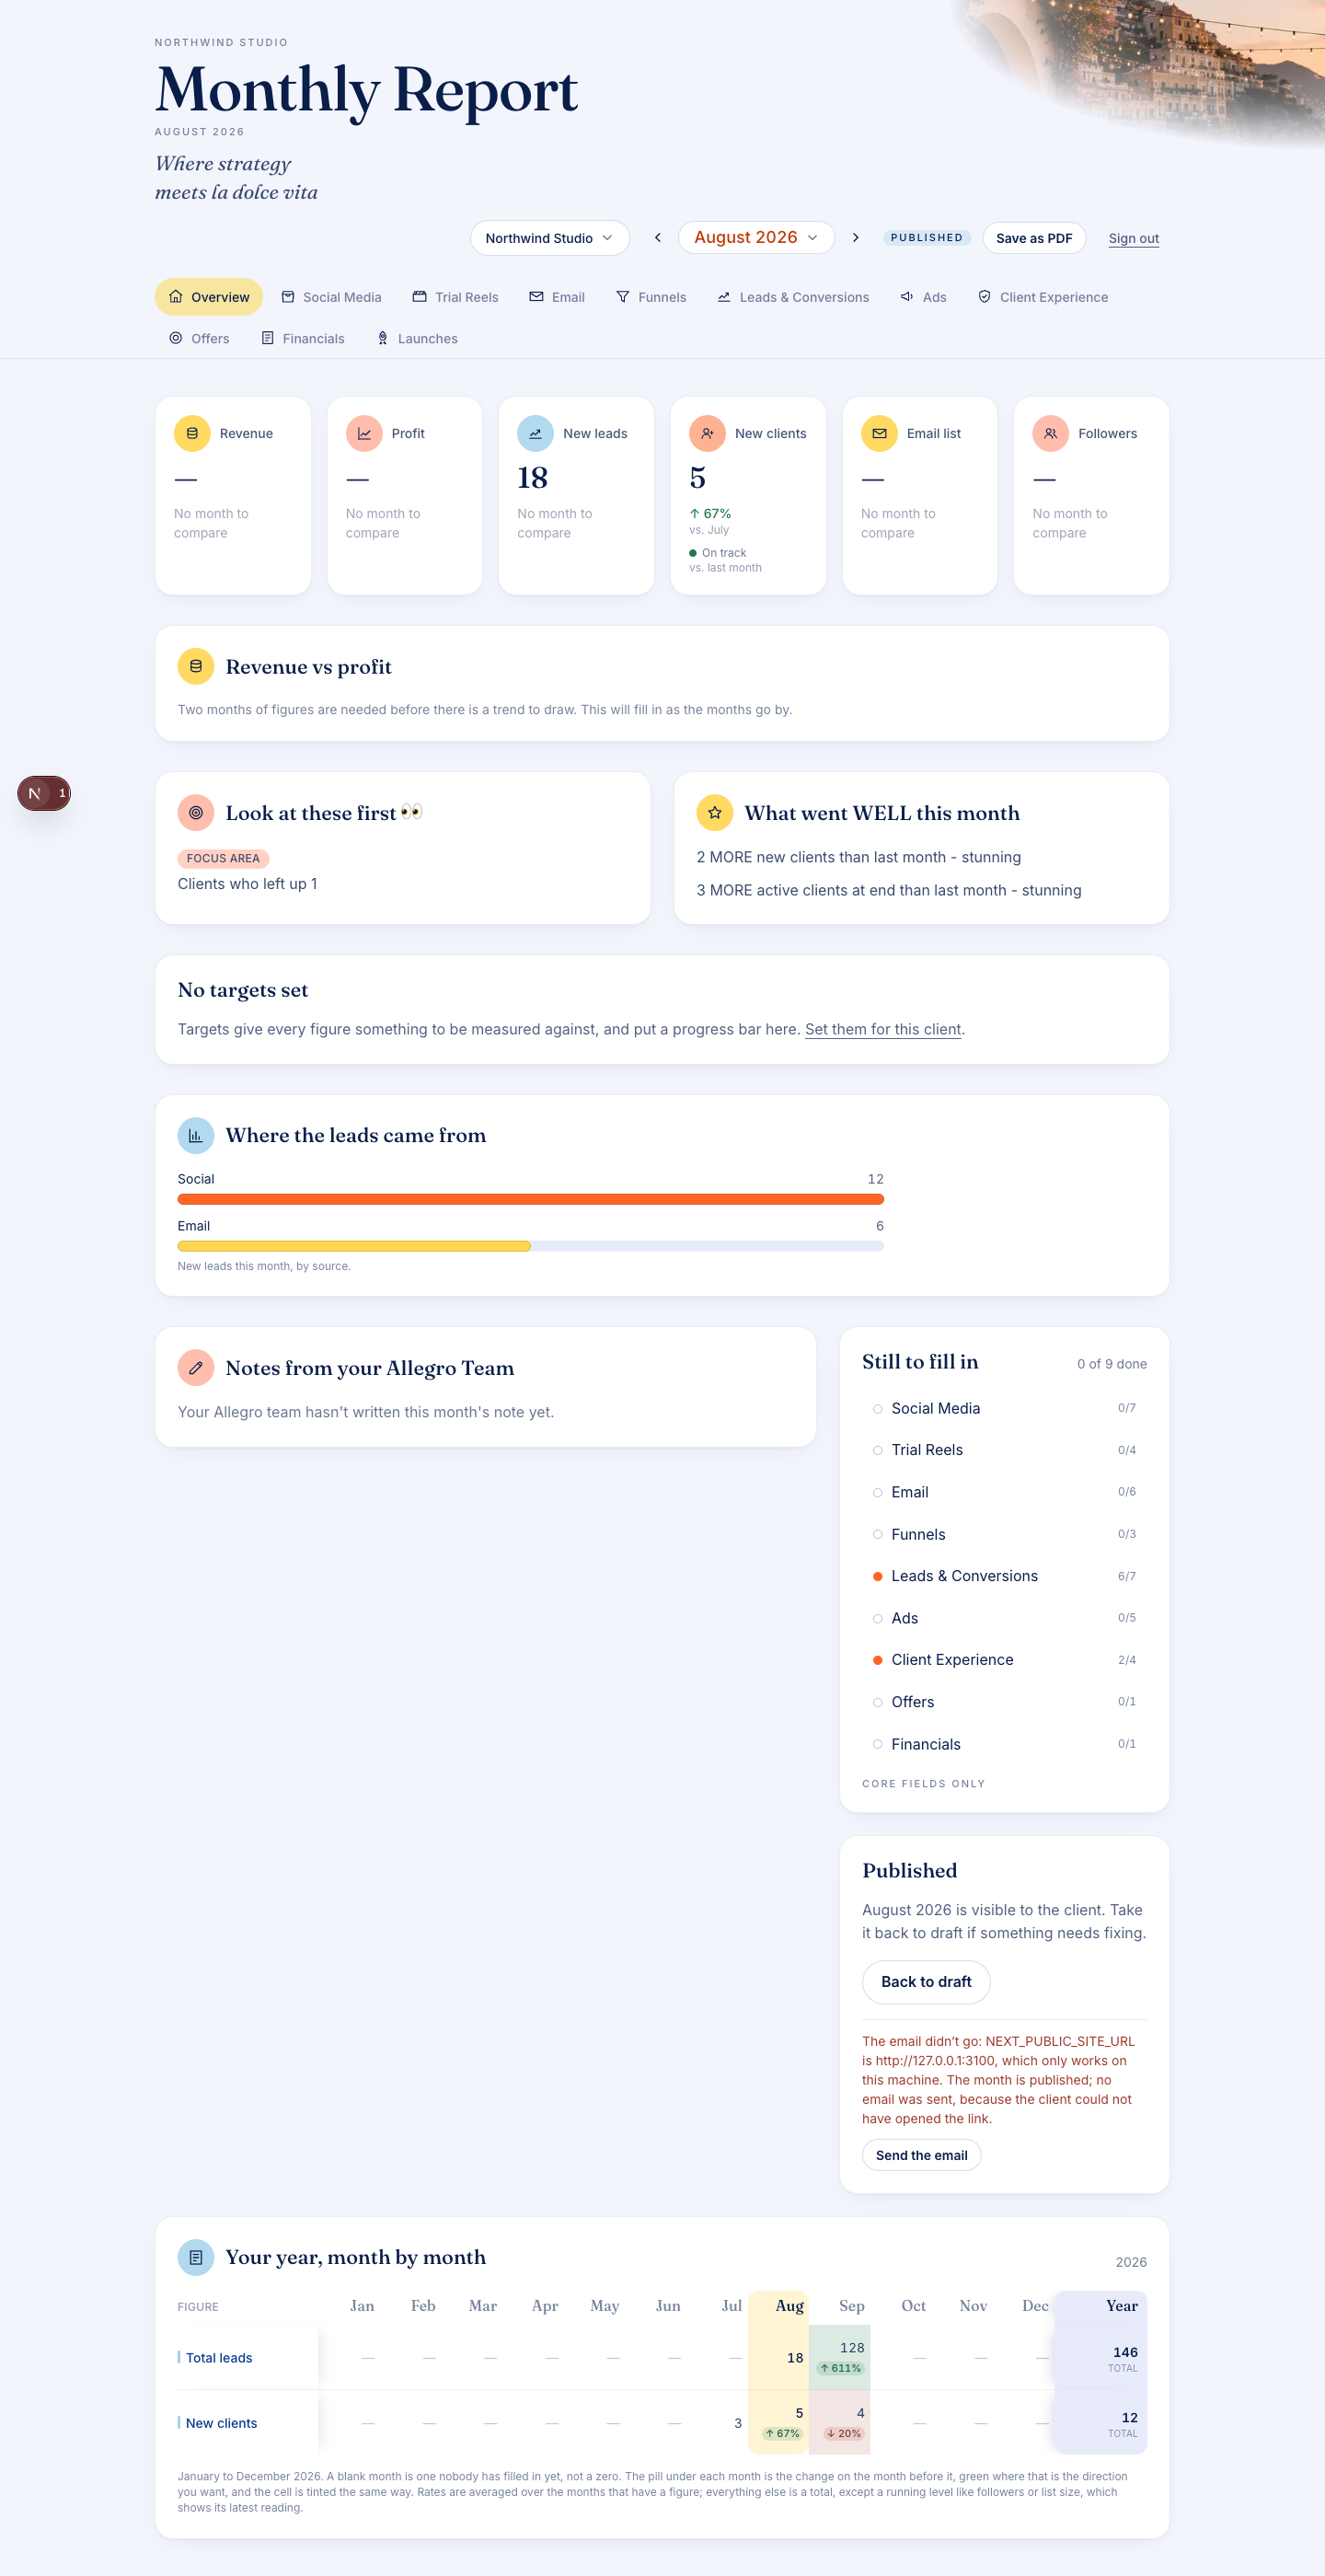 NORTHWIND STUDIO
Monthly Report
AUGUST 2026
Where strategy
meets la dolce vita
Northwind Studio
August 2026
PUBLISHED
Save as PDF
Sign out
Overview
Social Media
Trial Reels
Email
Funnels
Leads & Conversions
Ads
Client Experience
Offers
Financials
Launches
Revenue
—
No month to
compare
Profit
—
No month to
compare
New leads
18
No month to
compare
New clients
5
↑ 67%
vs. July
On track
vs. last month
Email list
—
No month to
compare
Followers
—
No month to
compare
Revenue vs profit
Two months of figures are needed before there is a trend to draw. This will fill in as the months go by.
N 1
Look at these first 👀
FOCUS AREA
Clients who left up 1
What went WELL this month
2 MORE new clients than last month - stunning
3 MORE active clients at end than last month - stunning
No targets set
Targets give every figure something to be measured against, and put a progress bar here. Set them for this client.
Where the leads came from
Social 12
Email 6
New leads this month, by source.
Notes from your Allegro Team
Your Allegro team hasn't written this month's note yet.
Still to fill in 0 of 9 done
Social Media 0/7
Trial Reels 0/4
Email 0/6
Funnels 0/3
Leads & Conversions 6/7
Ads 0/5
Client Experience 2/4
Offers 0/1
Financials 0/1
CORE FIELDS ONLY
Published
August 2026 is visible to the client. Take
it back to draft if something needs fixing.
Back to draft
The email didn't go: NEXT_PUBLIC_SITE_URL
is http://127.0.0.1:3100, which only works on
this machine. The month is published; no
email was sent, because the client could not
have opened the link.
Send the email
Your year, month by month 2026
FIGURE Jan Feb Mar Apr May Jun Jul Aug Sep Oct Nov Dec Year
Total leads — — — — — — — 18 128 — — — 146
↑ 611% TOTAL
New clients — — — — — — 3 5 4 — — — 12
↑ 67% ↓ 20% TOTAL
January to December 2026. A blank month is one nobody has filled in yet, not a zero. The pill under each month is the change on the month before it, green where that is the direction
you want, and the cell is tinted the same way. Rates are averaged over the months that have a figure; everything else is a total, except a running level like followers or list size, which
shows its latest reading.